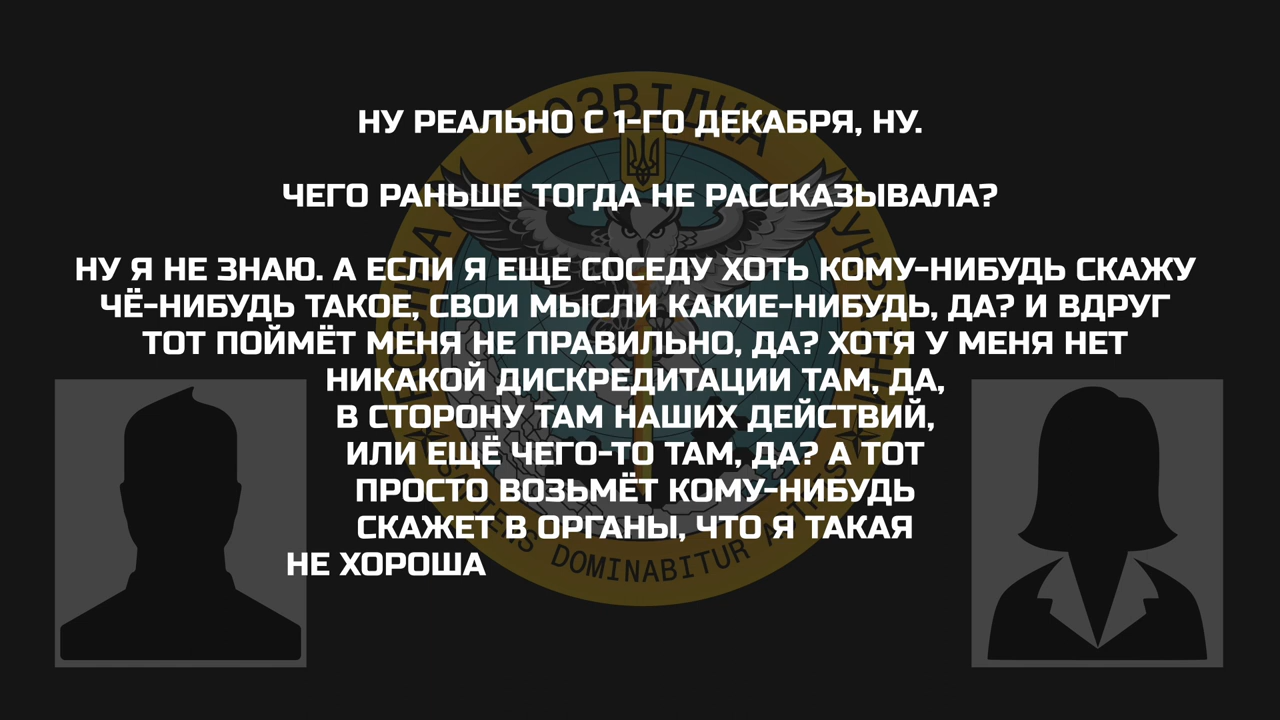 НУ РЕАЛЬНО С 1-ГО ДЕКАБРЯ, НУ.
ЧЕГО РАНЬШЕ ТОГДА НЕ РАССКАЗЫВАЛА?
НУ Я НЕ ЗНАЮ. А ЕСЛИ Я ЕЩЕ СОСЕДУ ХОТЬ КОМУ-НИБУДЬ СКАЖУ
ЧЁ-НИБУДЬ ТАКОЕ, СВОИ МЫСЛИ КАКИЕ-НИБУДЬ, ДА? И ВДРУГ
ТОТ ПОЙМЁТ МЕНЯ НЕ ПРАВИЛЬНО, ДА? ХОТЯ У МЕНЯ НЕТ
НИКАКОЙ ДИСКРЕДИТАЦИИ ТАМ, ДА,
В СТОРОНУ ТАМ НАШИХ ДЕЙСТВИЙ,
ИЛИ ЕЩЁ ЧЕГО-ТО ТАМ, ДА? А ТОТ
ПРОСТО ВОЗЬМЁТ КОМУ-НИБУДЬ
СКАЖЕТ В ОРГАНЫ, ЧТО Я ТАКАЯ
НЕ ХОРОША
РОЗВІДКА
DOMINABITUR